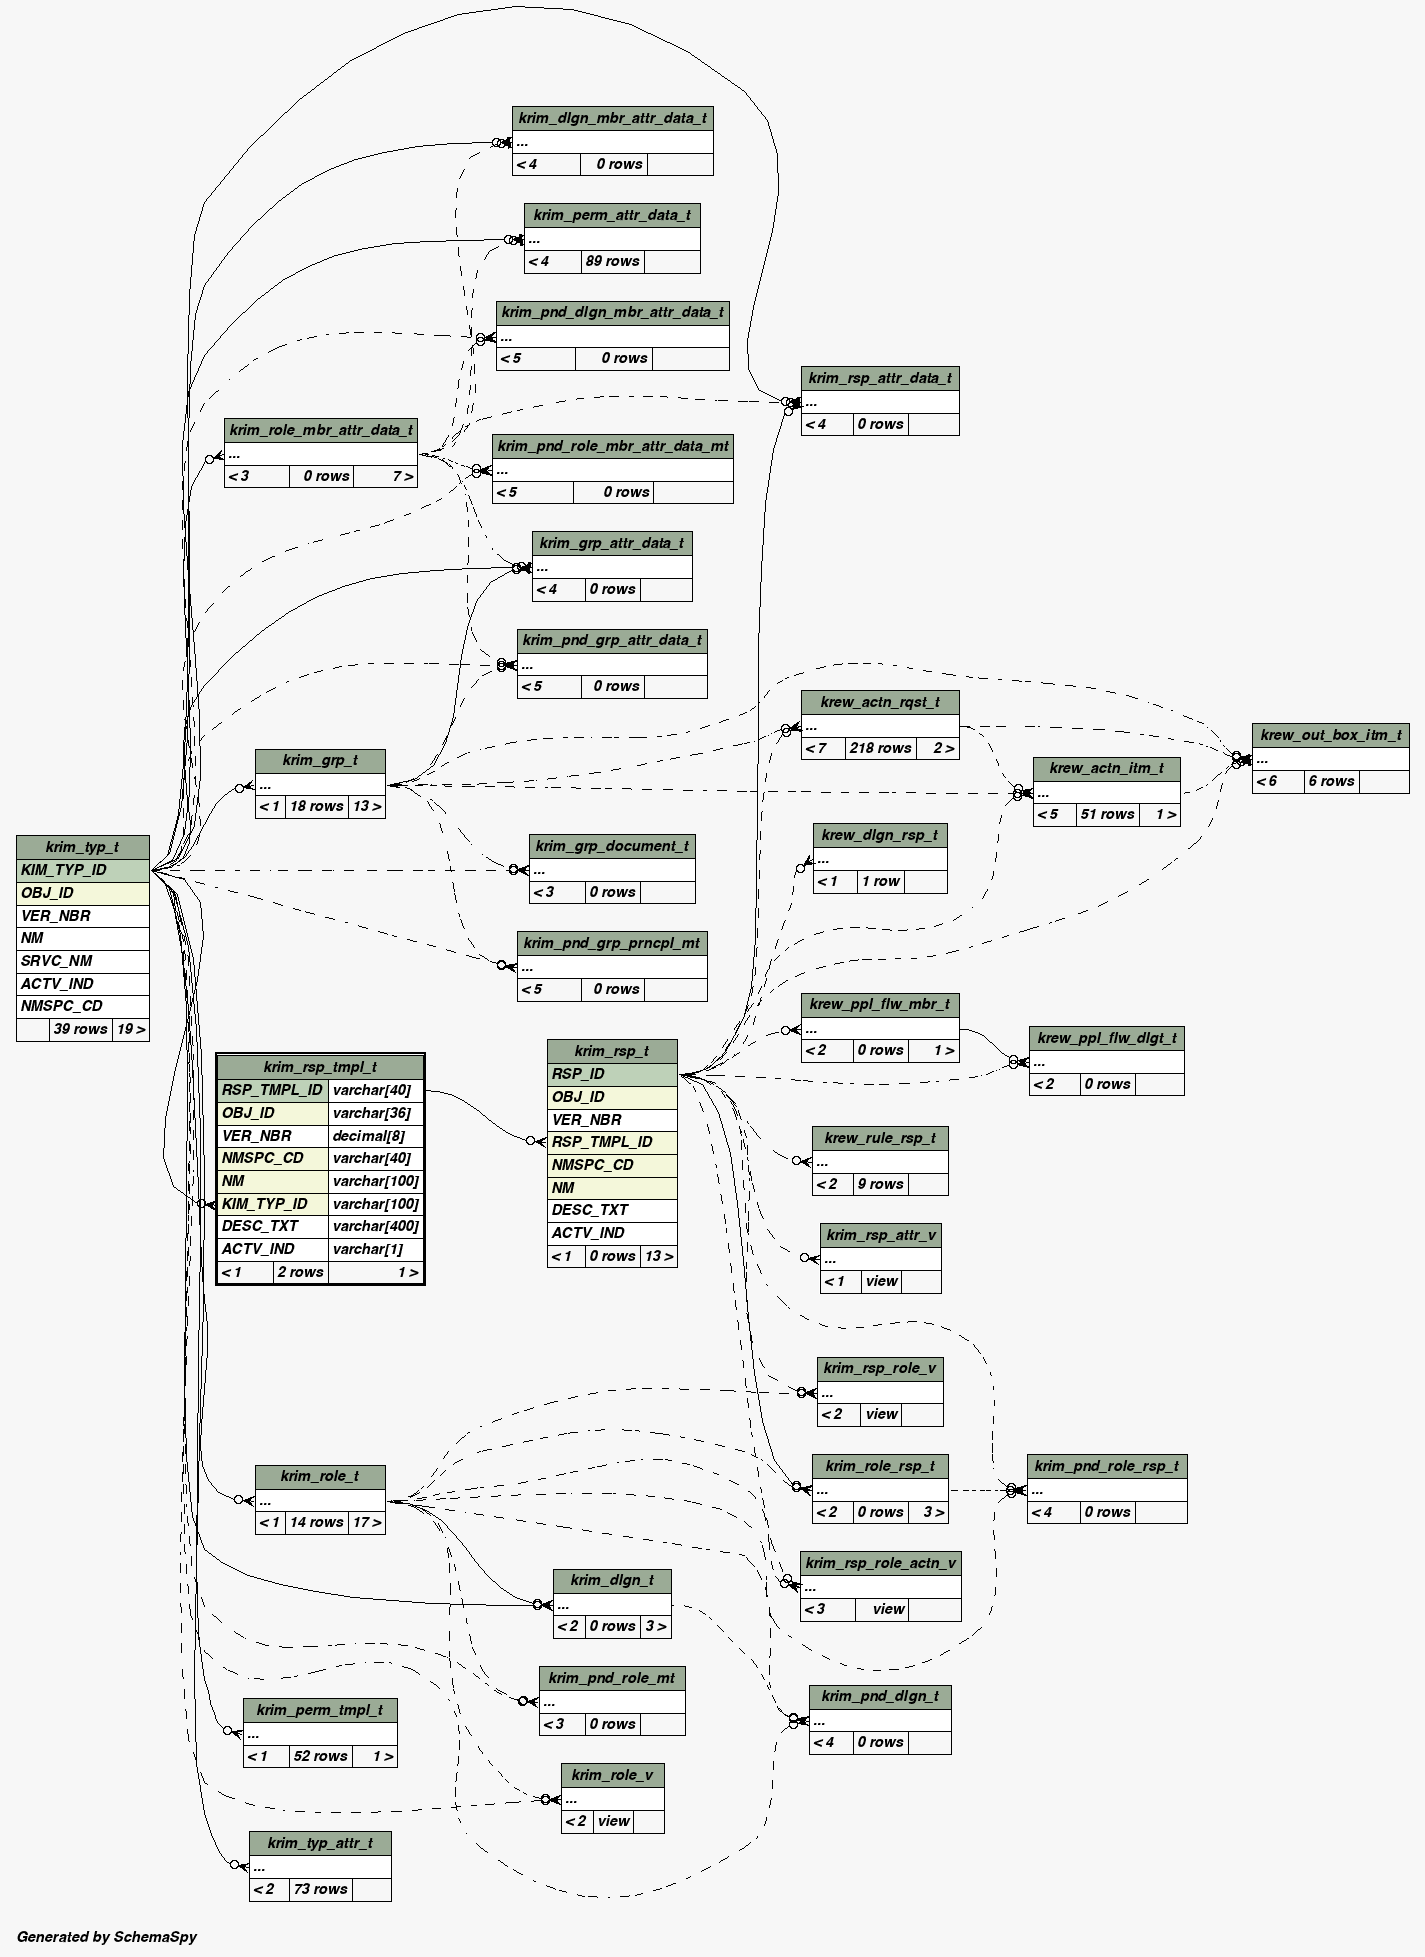 krim_dlgn_mbr_attr_data_t
...
< 4 0 rows
krim_perm_attr_data_t
...
< 4 89 rows
krim_pnd_dlgn_mbr_attr_data_t
...
< 5 0 rows
krim_rsp_attr_data_t
...
< 4 0 rows
krim_role_mbr_attr_data_t
...
< 3 0 rows 7 >
krim_pnd_role_mbr_attr_data_mt
...
< 5 0 rows
krim_grp_attr_data_t
...
< 4 0 rows
krim_pnd_grp_attr_data_t
...
< 5 0 rows
krew_actn_rqst_t
...
< 7 218 rows 2 >
krew_out_box_itm_t
...
< 6 6 rows
krim_grp_t
...
< 1 18 rows 13 >
krew_actn_itm_t
...
< 5 51 rows 1 >
krew_dlgn_rsp_t
...
< 1 1 row
krim_grp_document_t
...
< 3 0 rows
krim_typ_t
KIM_TYP_ID
OBJ_ID
VER_NBR
NM
SRVC_NM
ACTV_IND
NMSPC_CD
39 rows 19 >
krim_pnd_grp_prncpl_mt
...
< 5 0 rows
krew_ppl_flw_mbr_t
...
< 2 0 rows 1 >
krew_ppl_flw_dlgt_t
...
< 2 0 rows
krim_rsp_tmpl_t
RSP_TMPL_ID varchar[40]
OBJ_ID varchar[36]
VER_NBR decimal[8]
NMSPC_CD varchar[40]
NM varchar[100]
KIM_TYP_ID varchar[100]
DESC_TXT varchar[400]
ACTV_IND varchar[1]
< 1 2 rows 1 >
krim_rsp_t
RSP_ID
OBJ_ID
VER_NBR
RSP_TMPL_ID
NMSPC_CD
NM
DESC_TXT
ACTV_IND
< 1 0 rows 13 >
krew_rule_rsp_t
...
< 2 9 rows
krim_rsp_attr_v
...
< 1 view
krim_rsp_role_v
...
< 2 view
krim_role_t
...
< 1 14 rows 17 >
krim_role_rsp_t
...
< 2 0 rows 3 >
krim_pnd_role_rsp_t
...
< 4 0 rows
krim_rsp_role_actn_v
...
< 3 view
krim_dlgn_t
...
< 2 0 rows 3 >
krim_pnd_role_mt
...
< 3 0 rows
krim_pnd_dlgn_t
...
< 4 0 rows
krim_perm_tmpl_t
...
< 1 52 rows 1 >
krim_role_v
...
< 2 view
krim_typ_attr_t
...
< 2 73 rows
Generated by SchemaSpy